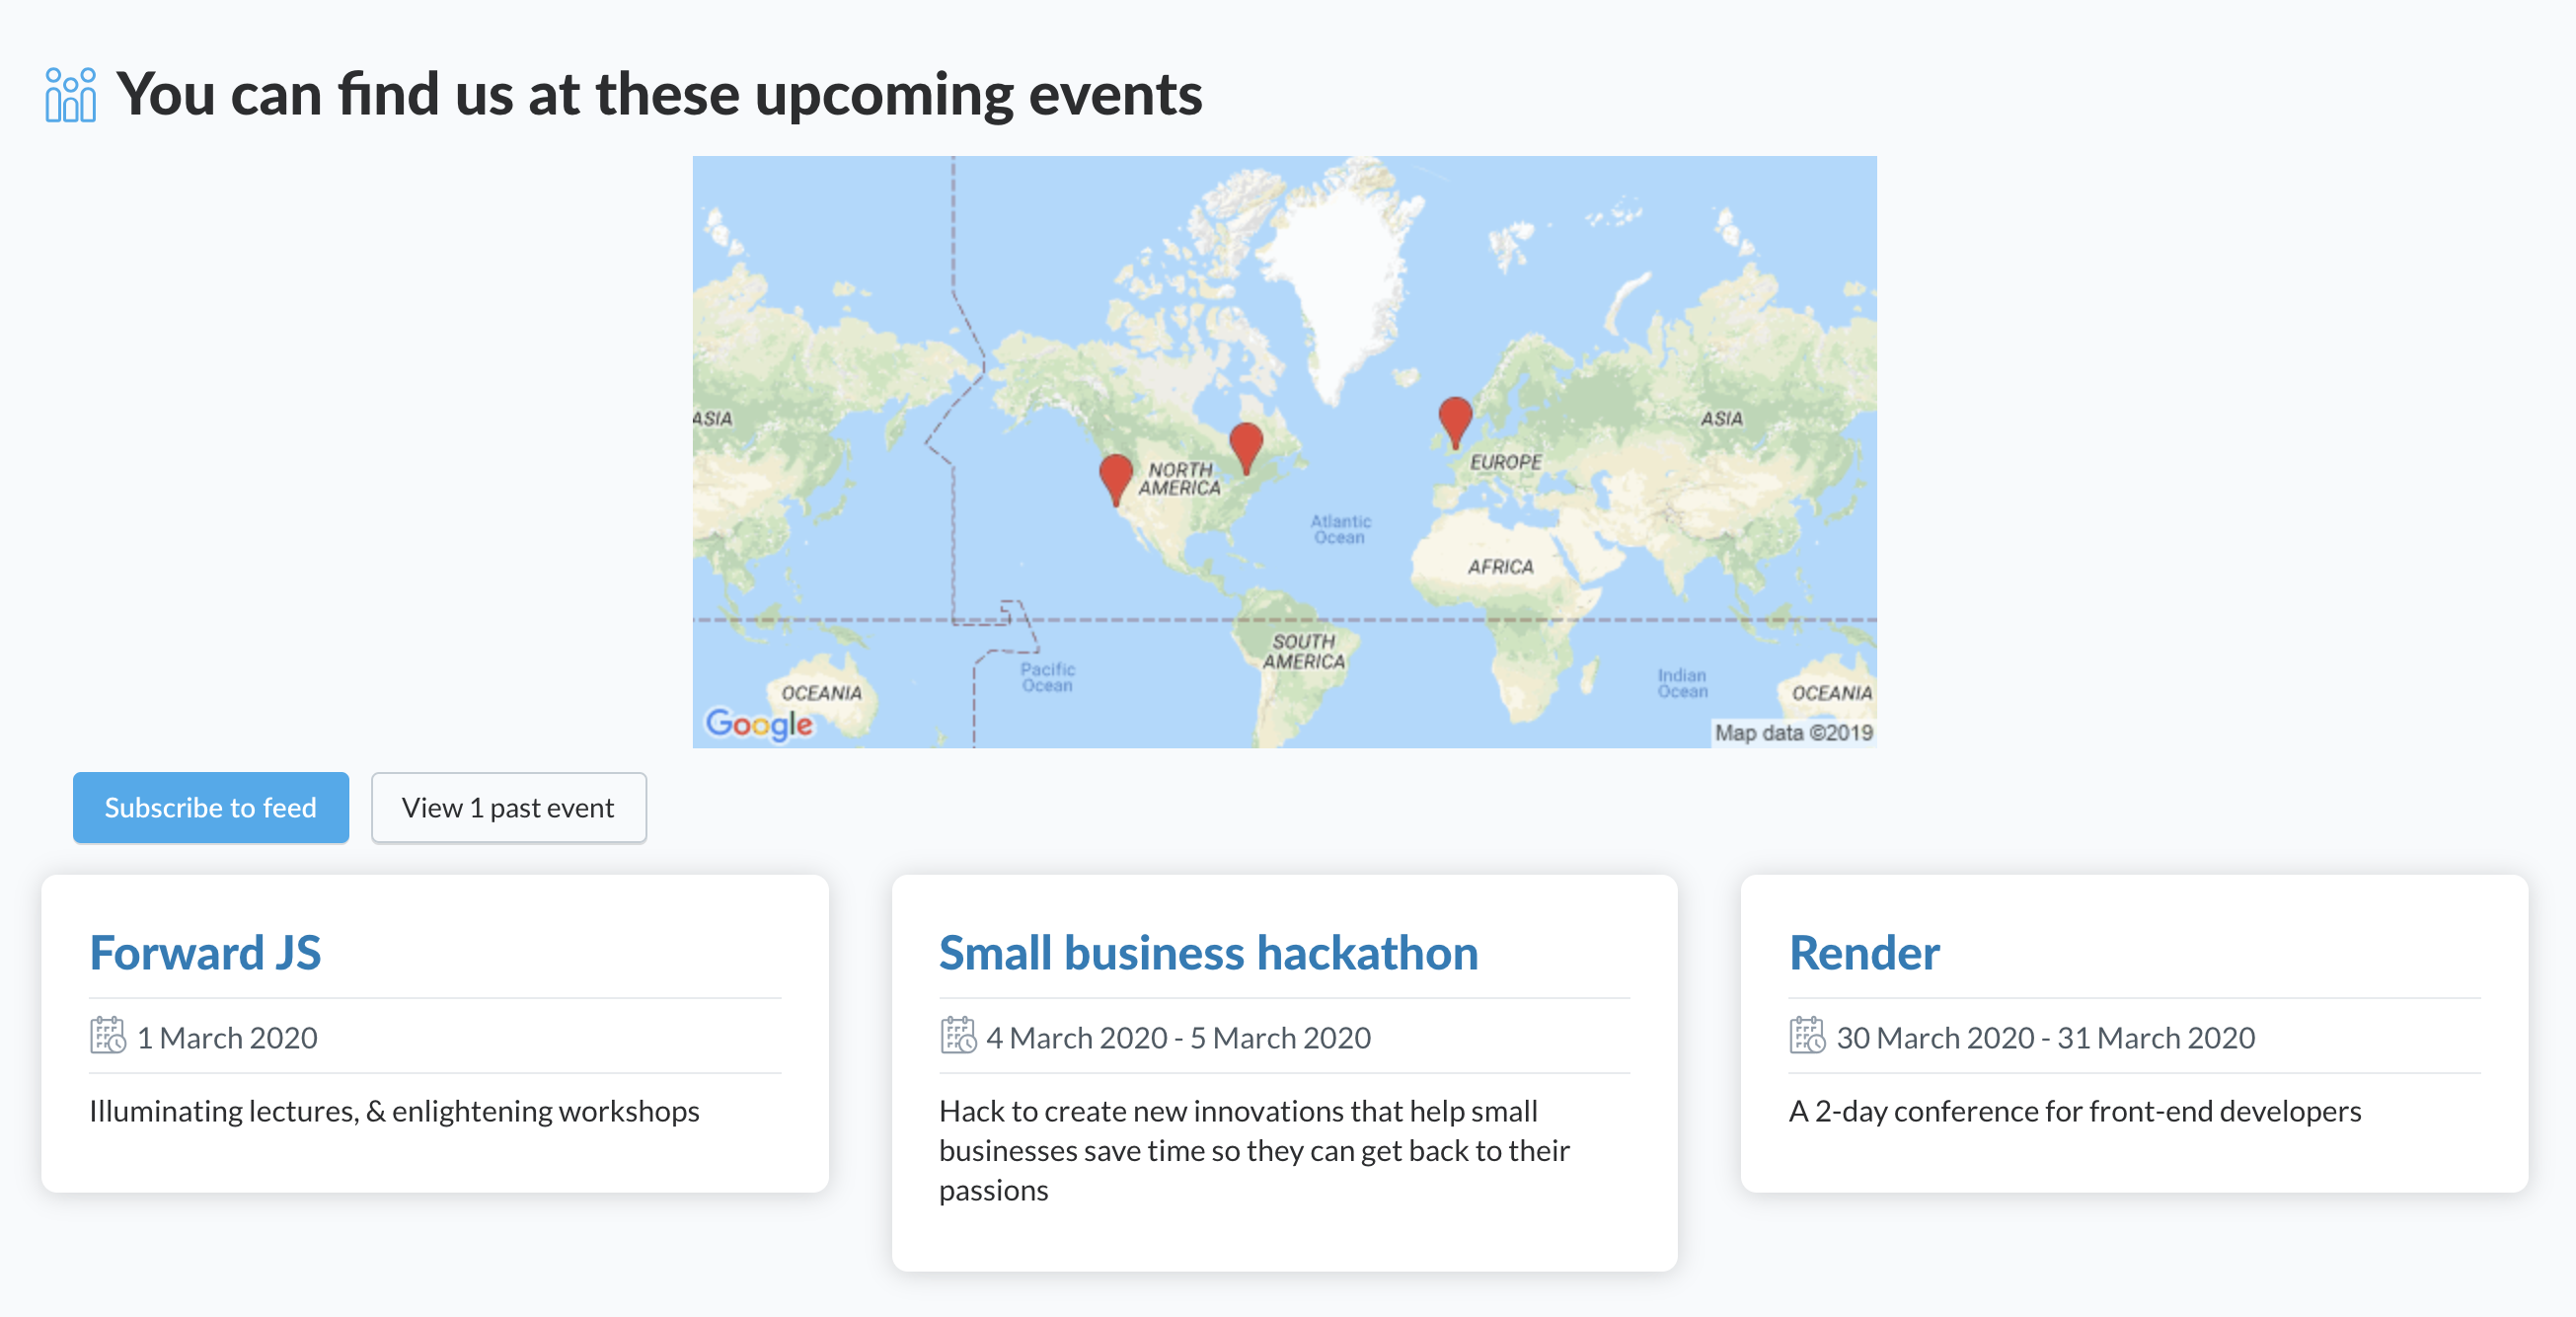 You can find us at these upcoming events
ASIA
NORTH
AMERICA
EUROPE
ASIA
Atlantic
Ocean
AFRICA
SOUTH
AMERICA
Pacific
Ocean
Indian
Ocean
OCEANIA
OCEANIA
Google
Map data ©2019
Subscribe to feed
View 1 past event
Forward JS
1 March 2020
Illuminating lectures, & enlightening workshops
Small business hackathon
4 March 2020 - 5 March 2020
Hack to create new innovations that help small
businesses save time so they can get back to their
passions
Render
30 March 2020 - 31 March 2020
A 2-day conference for front-end developers